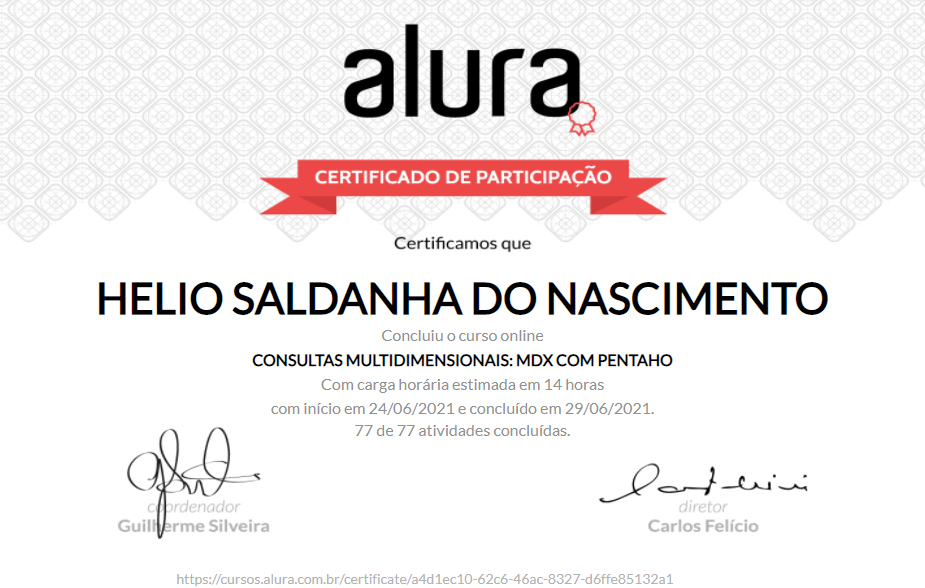 alura
CERTIFICADO DE PARTICIPAÇÃO
Certificamos que
HELIO SALDANHA DO NASCIMENTO
Concluiu o curso online
CONSULTAS MULTIDIMENSIONAIS: MDX COM PENTAHO
Com carga horária estimada em 14 horas
com início em 24/06/2021 e concluído em 29/06/2021.
77 de 77 atividades concluídas.
coordenador
Guilherme Silveira
diretor
Carlos Felício
https://cursos.alura.com.br/certificate/a4d1ec10-62c6-46ac-8327-d6ffe85132a1